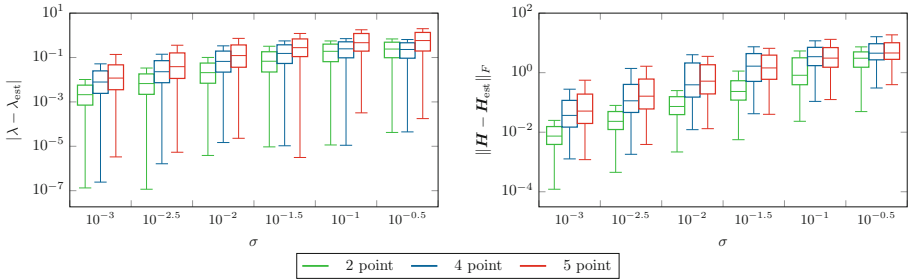 10^1
10^{-1}
10^{-3}
10^{-5}
10^{-7}
|λ − λ_est|
10^{-3} 10^{-2.5} 10^{-2} 10^{-1.5} 10^{-1} 10^{-0.5}
σ
10^2
10^0
10^{-2}
10^{-4}
‖H − H_est‖_F
10^{-3} 10^{-2.5} 10^{-2} 10^{-1.5} 10^{-1} 10^{-0.5}
σ
2 point 4 point 5 point